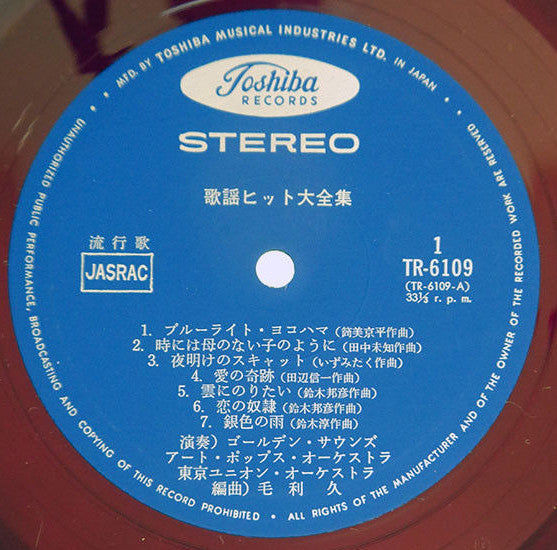 MFD. BY TOSHIBA MUSICAL INDUSTRIES LTD. IN JAPAN •
UNAUTHORIZED PUBLIC PERFORMANCE, BROADCASTING AND COPYING OF THIS RECORD PROHIBITED • ALL RIGHTS OF THE MANUFACTURER AND OF THE OWNER OF THE RECORDED WORK ARE RESERVED
Toshiba
RECORDS
STEREO
歌謡ヒット大全集
流行歌
JASRAC
1
TR-6109
(TR-6109-A)
33⅓ r. p. m.
1. ブルーライト・ヨコハマ (筒美京平作曲)
2. 時には母のない子のように (田中未知作曲)
3. 夜明けのスキャット (いずみたく作曲)
4. 愛の奇跡 (田辺信一作曲)
5. 雲にのりたい (鈴木邦彦作曲)
6. 恋の奴隷 (鈴木邦彦作曲)
7. 銀色の雨 (鈴木淳作曲)
演奏) ゴールデン・サウンズ
アート・ポップス・オーケストラ
東京ユニオン・オーケストラ
編曲) 毛利久